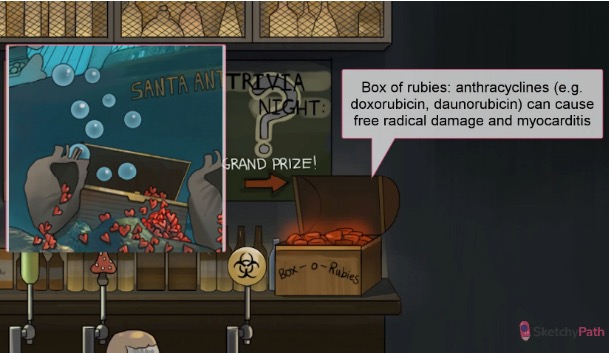 SANTA ANT
TRIVIA
NIGHT:
?
GRAND PRIZE!
Box of rubies: anthracyclines (e.g.
doxorubicin, daunorubicin) can cause
free radical damage and myocarditis
Box-o-Rubies
SketchyPath